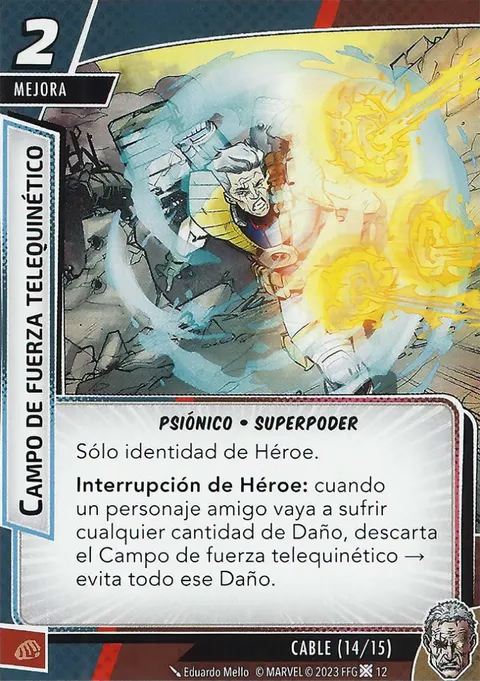 2
MEJORA
CAMPO DE FUERZA TELEQUINÉTICO
PSIÓNICO • SUPERPODER
Sólo identidad de Héroe.
Interrupción de Héroe: cuando
un personaje amigo vaya a sufrir
cualquier cantidad de Daño, descarta
el Campo de fuerza telequinético →
evita todo ese Daño.
CABLE (14/15)
Eduardo Mello © MARVEL © 2023 FFG 12